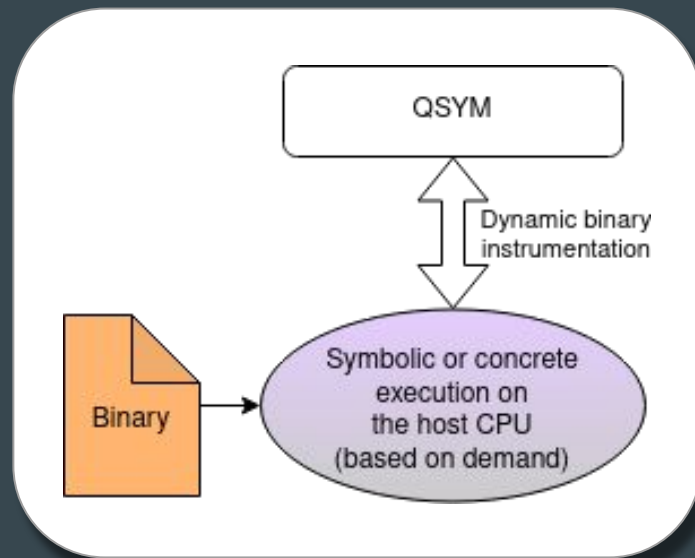 QSYM
Dynamic binary
instrumentation
Binary
Symbolic or concrete
execution on
the host CPU
(based on demand)